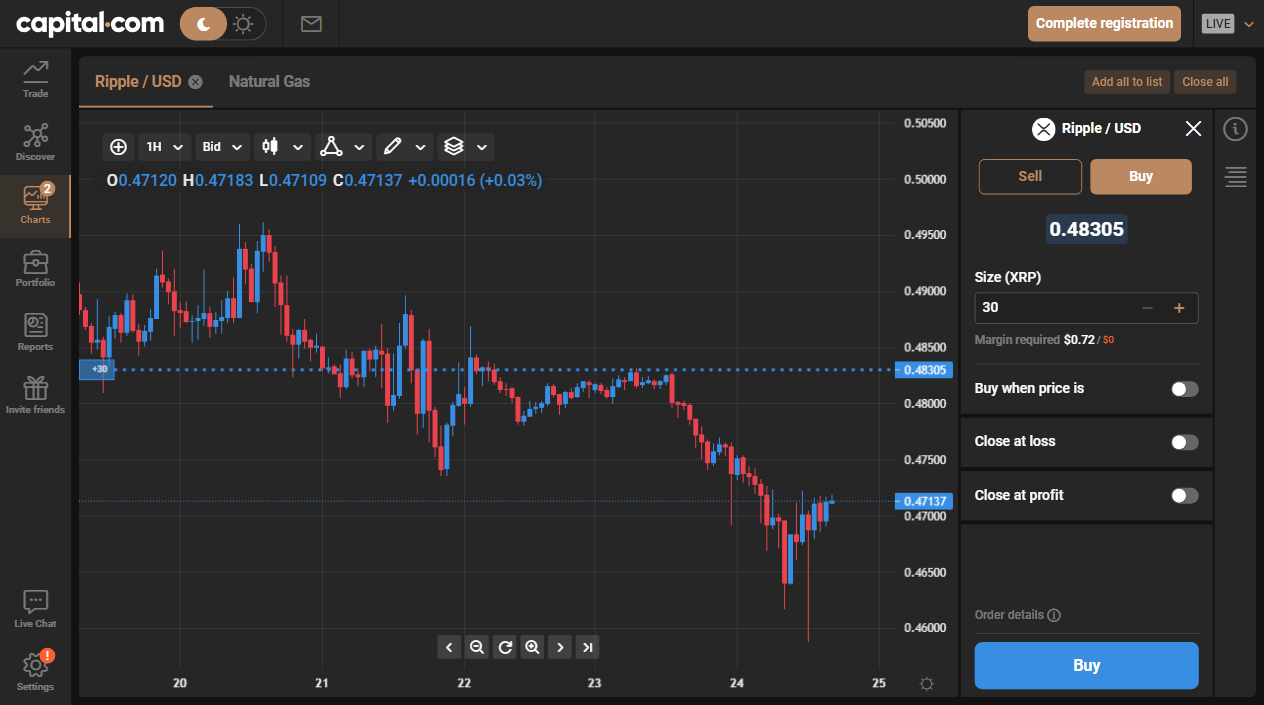 capital.com
Complete registration
LIVE
Trade
Discover
2
Charts
Portfolio
Reports
Invite friends
Live Chat
!
Settings
Ripple / USD
Natural Gas
Add all to list
Close all
1H
Bid
O0.47120 H0.47183 L0.47109 C0.47137 +0.00016 (+0.03%)
0.50500
0.50000
0.49500
0.49000
0.48500
+30
0.48305
0.48000
0.47500
0.47137
0.47000
0.46500
0.46000
20
21
22
23
24
25
Ripple / USD
Sell
Buy
0.48305
Size (XRP)
30
Margin required $0.72 / $0
Buy when price is
Close at loss
Close at profit
Order details
Buy